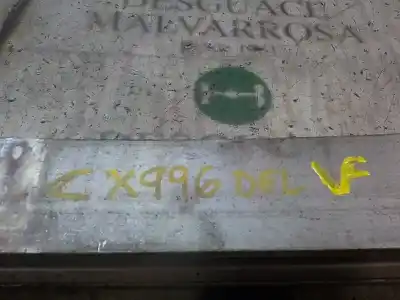 DESGUACE
MALVARROSA
CX996 DEL VF